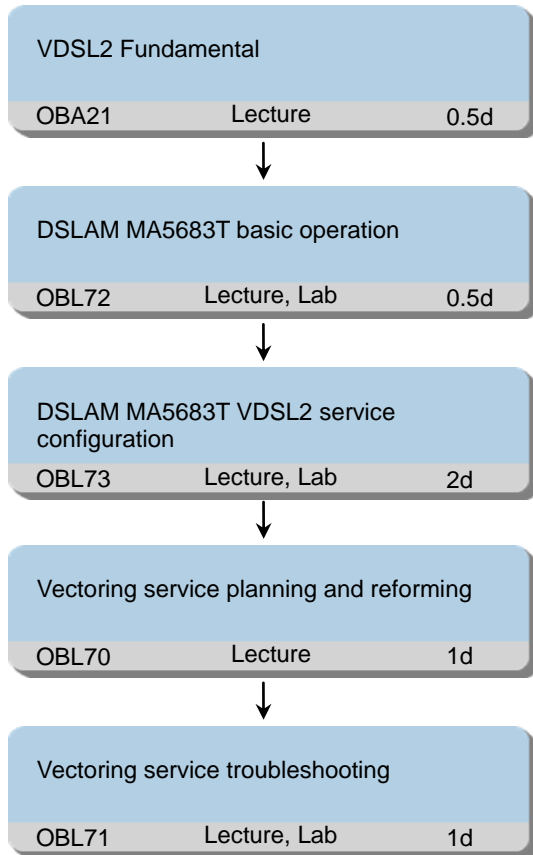 VDSL2 Fundamental
OBA21 Lecture 0.5d
DSLAM MA5683T basic operation
OBL72 Lecture, Lab 0.5d
DSLAM MA5683T VDSL2 service
configuration
OBL73 Lecture, Lab 2d
Vectoring service planning and reforming
OBL70 Lecture 1d
Vectoring service troubleshooting
OBL71 Lecture, Lab 1d